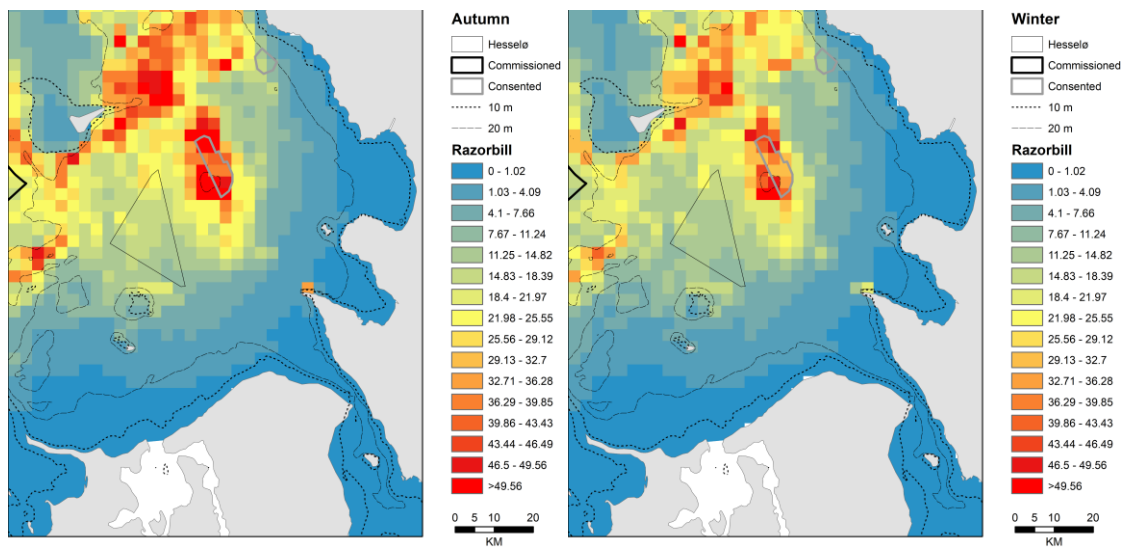 Autumn
Hesselø
Commissioned
Consented
10 m
20 m
Razorbill
0 - 1.02
1.03 - 4.09
4.1 - 7.66
7.67 - 11.24
11.25 - 14.82
14.83 - 18.39
18.4 - 21.97
21.98 - 25.55
25.56 - 29.12
29.13 - 32.7
32.71 - 36.28
36.29 - 39.85
39.86 - 43.43
43.44 - 46.49
46.5 - 49.56
>49.56
0 5 10 20
KM
Winter
Hesselø
Commissioned
Consented
10 m
20 m
Razorbill
0 - 1.02
1.03 - 4.09
4.1 - 7.66
7.67 - 11.24
11.25 - 14.82
14.83 - 18.39
18.4 - 21.97
21.98 - 25.55
25.56 - 29.12
29.13 - 32.7
32.71 - 36.28
36.29 - 39.85
39.86 - 43.43
43.44 - 46.49
46.5 - 49.56
>49.56
0 5 10 20
KM